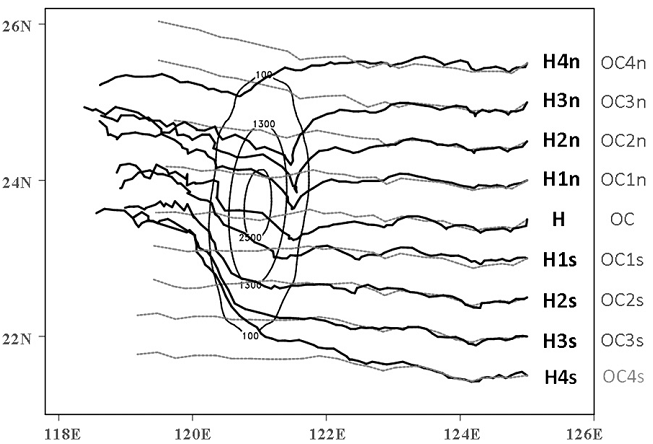 26N
24N
22N
118E 120E 122E 124E 126E
100
1300
2500
1300
100
H4n OC4n
H3n OC3n
H2n OC2n
H1n OC1n
H OC
H1s OC1s
H2s OC2s
H3s OC3s
H4s OC4s